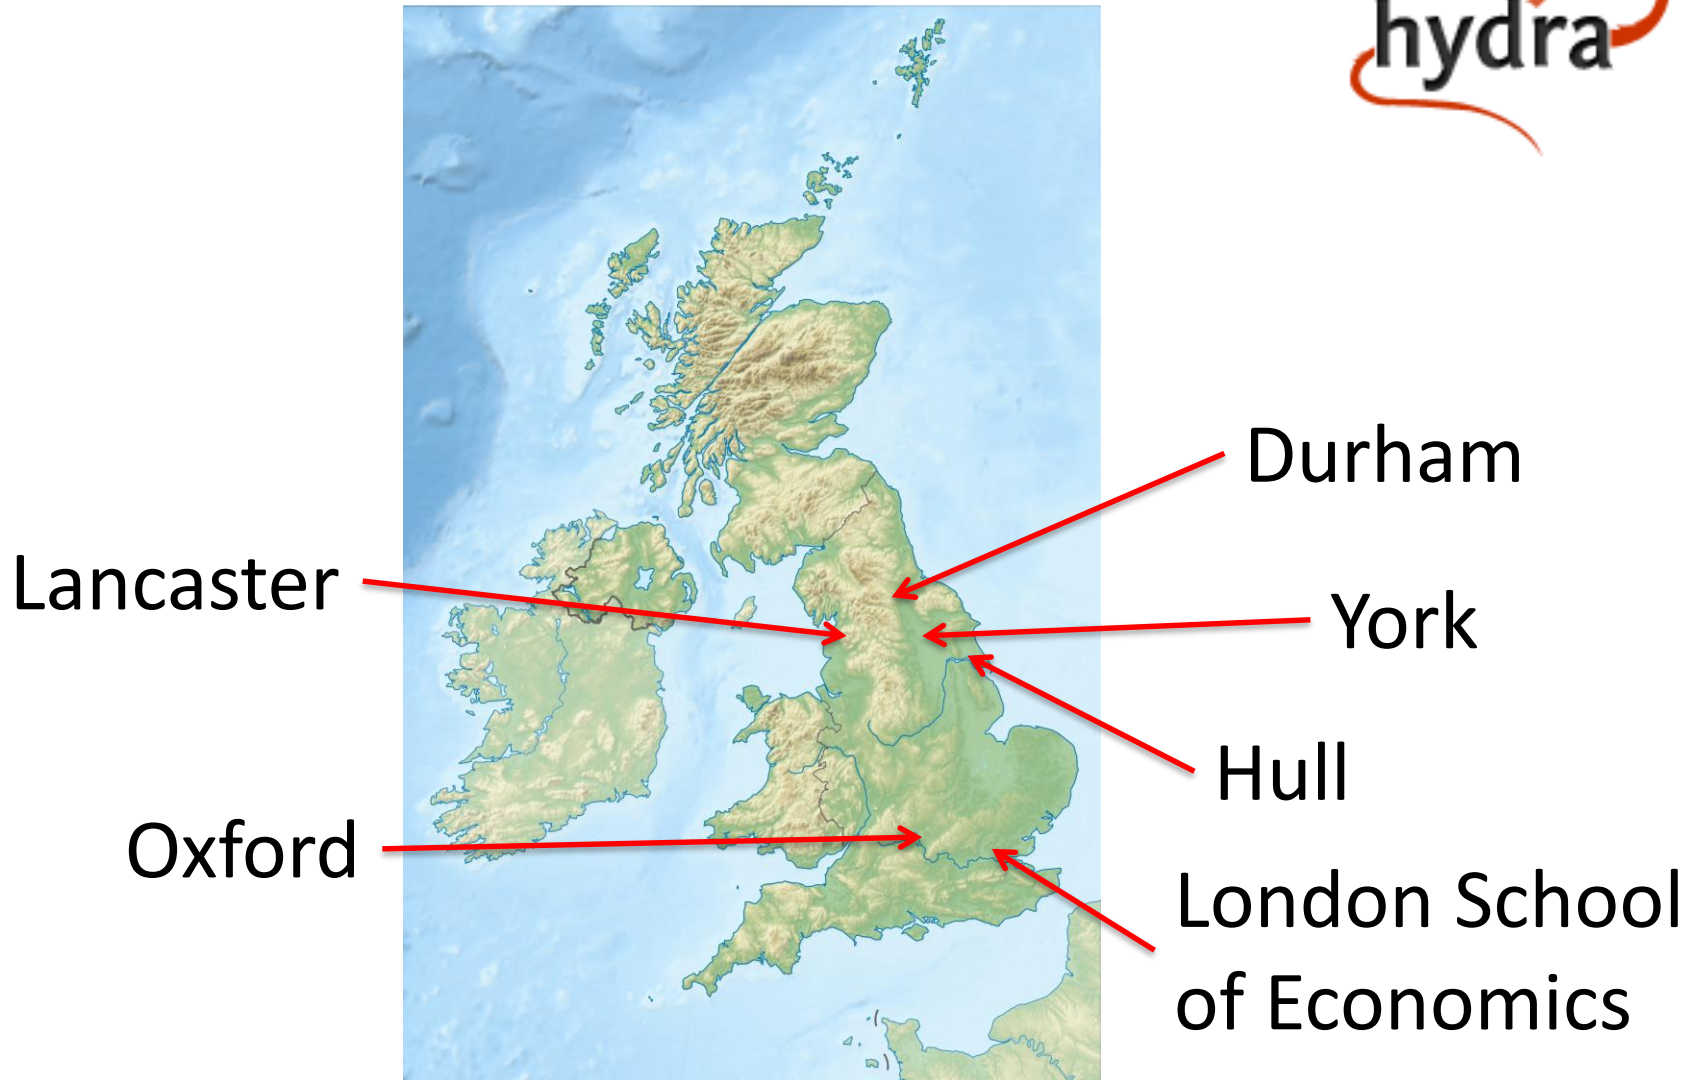 hydra
Durham
Lancaster
York
Hull
Oxford
London School
of Economics